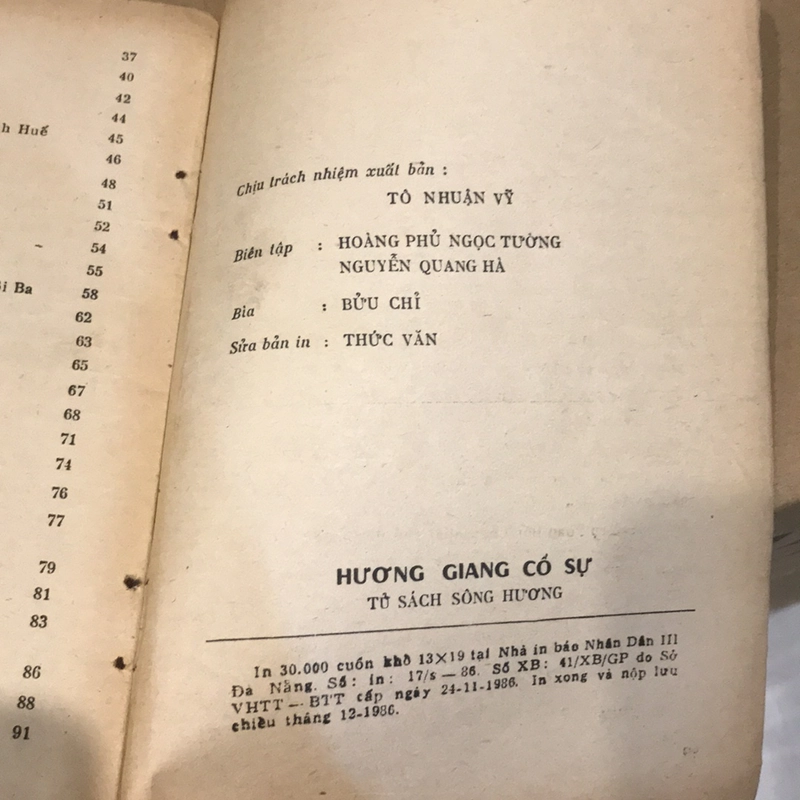 37
40
42
44
h Huế
45
46
48
51
52
54
55
i Ba
58
62
63
65
67
68
71
74
76
77
79
81
83
86
88
91
Chịu trách nhiệm xuất bản :
TÔ NHUẬN VỸ
Biên tập : HOÀNG PHỦ NGỌC TƯỜNG
NGUYỄN QUANG HÀ
Bìa : BỬU CHỈ
Sửa bản in : THỨC VĂN
HƯƠNG GIANG CỐ SỰ
TỦ SÁCH SÔNG HƯƠNG
In 30.000 cuốn khổ 13×19 tại Nhà in báo Nhân Dân III
Đà Nẵng. Số : in : 17/s — 86. Số XB : 41/XB/GP do Sở
VHTT — BTT cấp ngày 24-11-1986. In xong và nộp lưu
chiều tháng 12-1986.